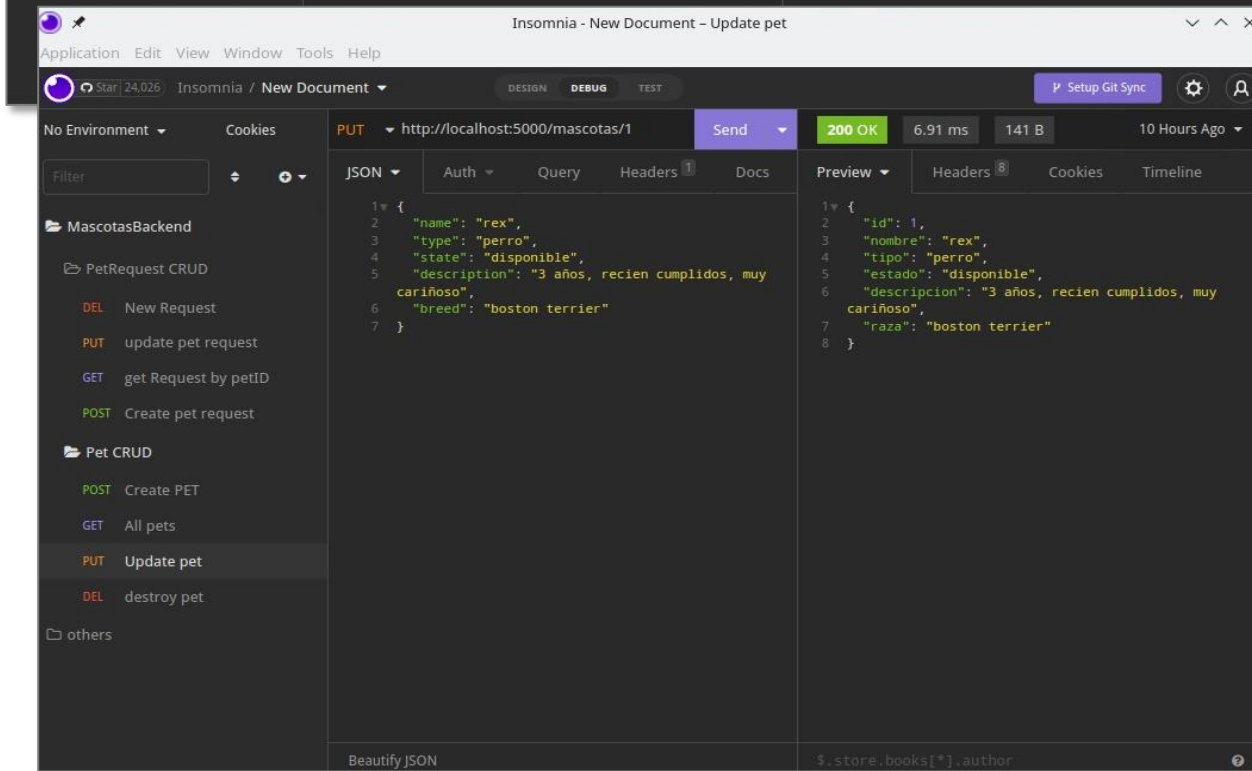 Insomnia - New Document – Update pet
Application Edit View Window Tools Help
Star 24,026 Insomnia / New Document DESIGN DEBUG TEST Setup Git Sync
No Environment Cookies
Filter
MascotasBackend
PetRequest CRUD
DEL New Request
PUT update pet request
GET get Request by petID
POST Create pet request
Pet CRUD
POST Create PET
GET All pets
PUT Update pet
DEL destroy pet
others
PUT http://localhost:5000/mascotas/1 Send
JSON Auth Query Headers 1 Docs
1 {
2 "name": "rex",
3 "type": "perro",
4 "state": "disponible",
5 "description": "3 años, recien cumplidos, muy
cariñoso",
6 "breed": "boston terrier"
7 }
Beautify JSON
200 OK 6.91 ms 141 B 10 Hours Ago
Preview Headers 8 Cookies Timeline
1 {
2 "id": 1,
3 "nombre": "rex",
4 "tipo": "perro",
5 "estado": "disponible",
6 "descripcion": "3 años, recien cumplidos, muy
cariñoso",
7 "raza": "boston terrier"
8 }
$.store.books[*].author